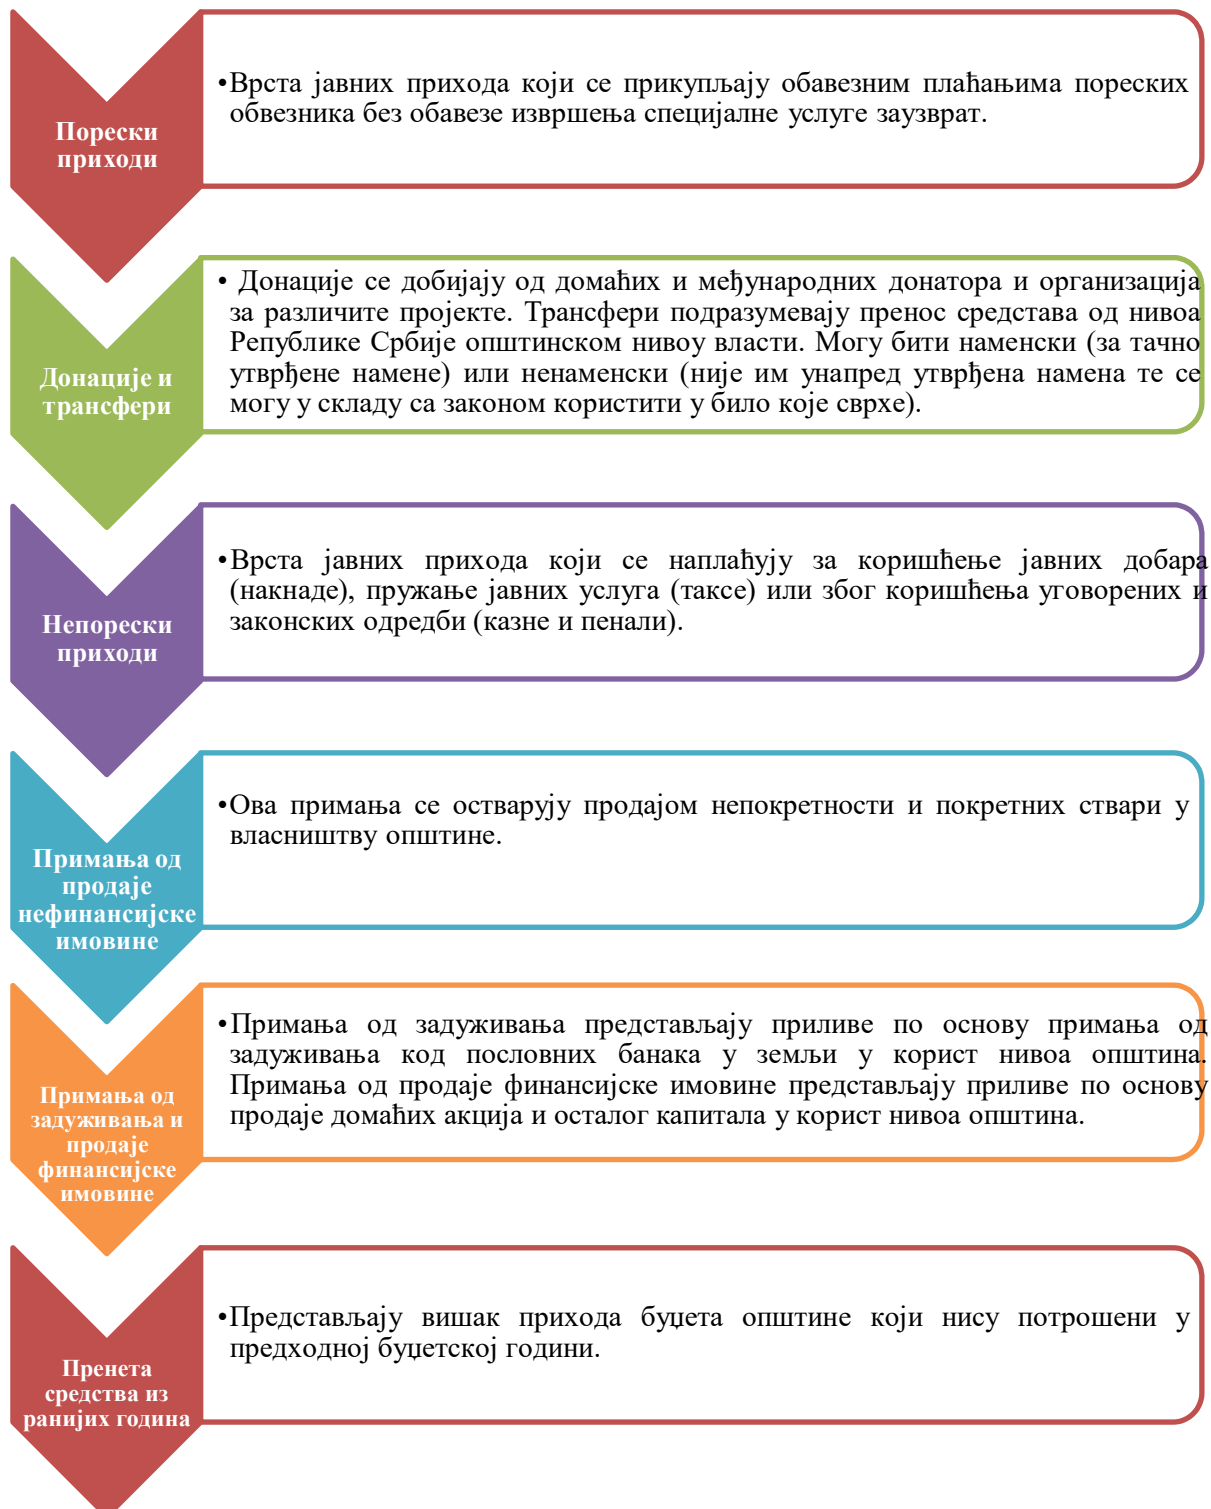 Порески
приходи
•Врста јавних прихода који се прикупљају обавезним плаћањима пореских
обвезника без обавезе извршења специјалне услуге заузврат.
Донације и
трансфери
• Донације се добијају од домаћих и међународних донатора и организација
за различите пројекте. Трансфери подразумевају пренос средстава од нивоа
Републике Србије општинском нивоу власти. Могу бити наменски (за тачно
утврђене намене) или ненаменски (није им унапред утврђена намена те се
могу у складу са законом користити у било које сврхе).
Непорески
приходи
•Врста јавних прихода који се наплаћују за коришћење јавних добара
(накнаде), пружање јавних услуга (таксе) или због коришћења уговорених и
законских одредби (казне и пенали).
Примања од
продаје
нефинансијске
имовине
•Ова примања се остварују продајом непокретности и покретних ствари у
власништву општине.
Примања од
задуживања и
продаје
финансијске
имовине
•Примања од задуживања представљају приливе по основу примања од
задуживања код пословних банака у земљи у корист нивоа општина.
Примања од продаје финансијске имовине представљају приливе по основу
продаје домаћих акција и осталог капитала у корист нивоа општина.
Пренета
средства из
ранијих година
•Представљају вишак прихода буџета општине који нису потрошени у
предходној буџетској години.